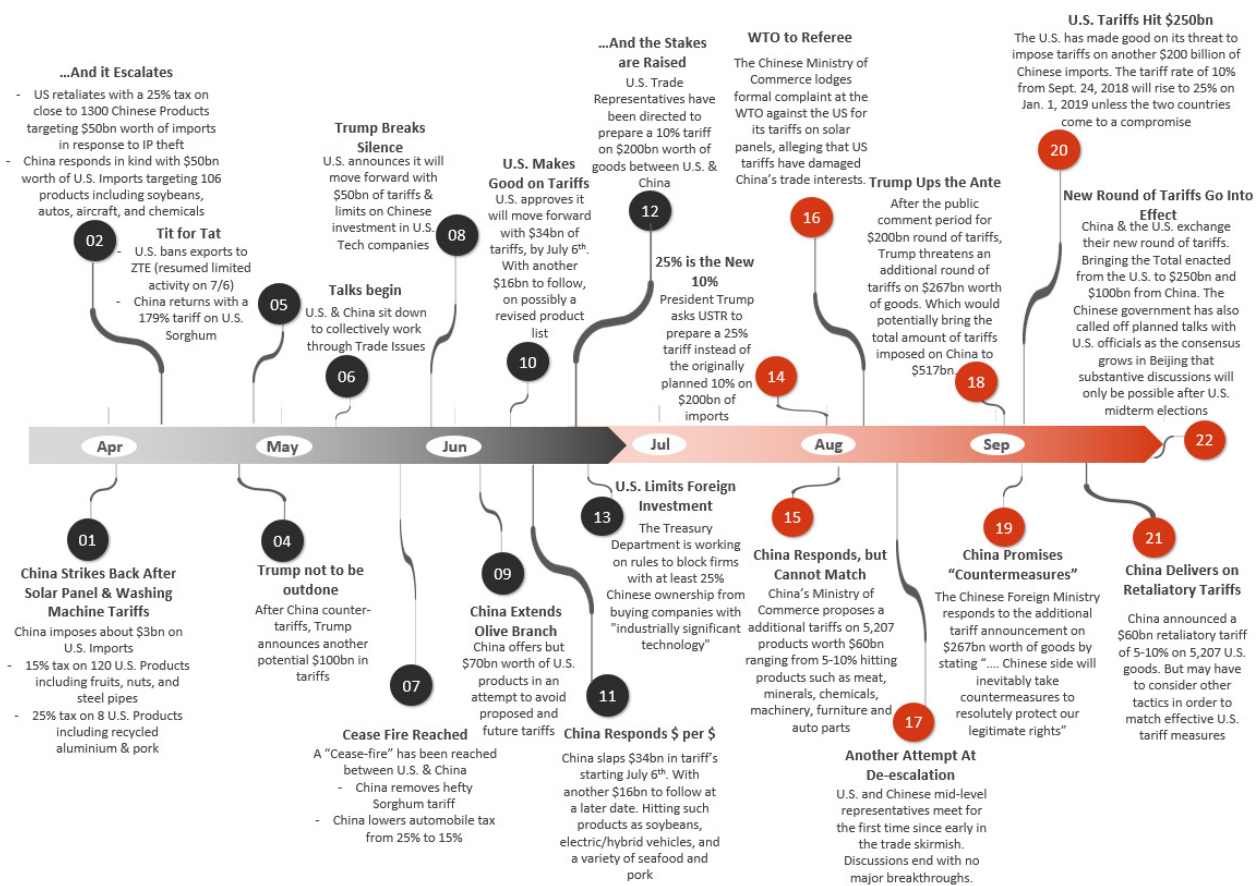 …And it Escalates
- US retaliates with a 25% tax on
close to 1300 Chinese Products
targeting $50bn worth of imports
in response to IP theft
- China responds in kind with $50bn
worth of U.S. Imports targeting 106
products including soybeans,
autos, aircraft, and chemicals
02
Tit for Tat
- U.S. bans exports to
ZTE (resumed limited
activity on 7/6)
- China returns with a
179% tariff on U.S.
Sorghum
05
Trump Breaks
Silence
U.S. announces it will
move forward with
$50bn of tariffs &
limits on Chinese
investment in U.S.
Tech companies
08
Talks begin
U.S. & China sit down
to collectively work
through Trade Issues
06
U.S. Makes
Good on Tariffs
U.S. approves it
will move forward
with $34bn of
tariffs, by July 6th.
With another
$16bn to follow,
on possibly a
revised product
list
10
…And the Stakes
are Raised
U.S. Trade
Representatives have
been directed to
prepare a 10% tariff
on $200bn worth of
goods between U.S. &
China
12
25% is the New
10%
President Trump
asks USTR to
prepare a 25%
tariff instead of
the originally
planned 10% on
$200bn of
imports
14
WTO to Referee
The Chinese Ministry of
Commerce lodges
formal complaint at the
WTO against the US for
its tariffs on solar
panels, alleging that US
tariffs have damaged
China’s trade interests.
16
Trump Ups the Ante
After the public
comment period for
$200bn round of tariffs,
Trump threatens an
additional round of
tariffs on $267bn worth
of goods. Which would
potentially bring the
total amount of tariffs
imposed on China to
$517bn.
18
U.S. Tariffs Hit $250bn
The U.S. has made good on its threat to
impose tariffs on another $200 billion of
Chinese imports. The tariff rate of 10%
from Sept. 24, 2018 will rise to 25% on
Jan. 1, 2019 unless the two countries
come to a compromise
20
New Round of Tariffs Go Into
Effect
China & the U.S. exchange
their new round of tariffs.
Bringing the Total enacted
from the U.S. to $250bn and
$100bn from China. The
Chinese government has also
called off planned talks with
U.S. officials as the consensus
grows in Beijing that
substantive discussions will
only be possible after U.S.
midterm elections
22
Apr
May
Jun
Jul
Aug
Sep
01
China Strikes Back After
Solar Panel & Washing
Machine Tariffs
China imposes about $3bn on
U.S. Imports
- 15% tax on 120 U.S. Products
including fruits, nuts, and
steel pipes
- 25% tax on 8 U.S. Products
including recycled
aluminium & pork
04
Trump not to be
outdone
After China counter-
tariffs, Trump
announces another
potential $100bn in
tariffs
07
Cease Fire Reached
A “Cease-fire” has been reached
between U.S. & China
- China removes hefty
Sorghum tariff
- China lowers automobile tax
from 25% to 15%
09
China Extends
Olive Branch
China offers but
$70bn worth of U.S.
products in an
attempt to avoid
proposed and
future tariffs
11
China Responds $ per $
China slaps $34bn in tariff’s
starting July 6th. With
another $16bn to follow at
a later date. Hitting such
products as soybeans,
electric/hybrid vehicles, and
a variety of seafood and
pork
13
U.S. Limits Foreign
Investment
The Treasury
Department is working
on rules to block firms
with at least 25%
Chinese ownership from
buying companies with
"industrially significant
technology"
15
China Responds, but
Cannot Match
China’s Ministry of
Commerce proposes a
additional tariffs on 5,207
products worth $60bn
ranging from 5-10% hitting
products such as meat,
minerals, chemicals,
machinery, furniture and
auto parts
17
Another Attempt At
De-escalation
U.S. and Chinese mid-level
representatives meet for
the first time since early in
the trade skirmish.
Discussions end with no
major breakthroughs.
19
China Promises
“Countermeasures”
The Chinese Foreign Ministry
responds to the additional
tariff announcement on
$267bn worth of goods by
stating “.... Chinese side will
inevitably take
countermeasures to
resolutely protect our
legitimate rights”
21
China Delivers on
Retaliatory Tariffs
China announced a
$60bn retaliatory tariff
of 5-10% on 5,207 U.S.
goods. But may have
to consider other
tactics in order to
match effective U.S.
tariff measures